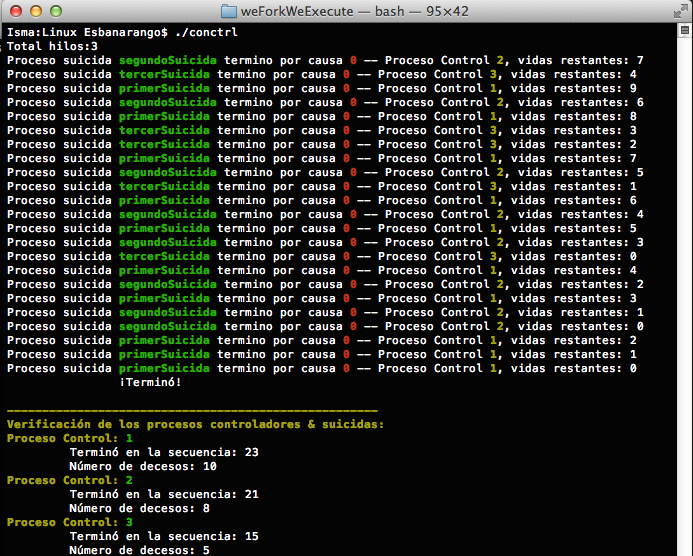 weForkWeExecute — bash — 95×42
Isma:Linux Esbanarango$ ./conctrl
Total hilos:3
Proceso suicida segundoSuicida termino por causa 0 -- Proceso Control 2, vidas restantes: 7
Proceso suicida tercerSuicida termino por causa 0 -- Proceso Control 3, vidas restantes: 4
Proceso suicida primerSuicida termino por causa 0 -- Proceso Control 1, vidas restantes: 9
Proceso suicida segundoSuicida termino por causa 0 -- Proceso Control 2, vidas restantes: 6
Proceso suicida primerSuicida termino por causa 0 -- Proceso Control 1, vidas restantes: 8
Proceso suicida tercerSuicida termino por causa 0 -- Proceso Control 3, vidas restantes: 3
Proceso suicida tercerSuicida termino por causa 0 -- Proceso Control 3, vidas restantes: 2
Proceso suicida primerSuicida termino por causa 0 -- Proceso Control 1, vidas restantes: 7
Proceso suicida segundoSuicida termino por causa 0 -- Proceso Control 2, vidas restantes: 5
Proceso suicida tercerSuicida termino por causa 0 -- Proceso Control 3, vidas restantes: 1
Proceso suicida primerSuicida termino por causa 0 -- Proceso Control 1, vidas restantes: 6
Proceso suicida segundoSuicida termino por causa 0 -- Proceso Control 2, vidas restantes: 4
Proceso suicida primerSuicida termino por causa 0 -- Proceso Control 1, vidas restantes: 5
Proceso suicida segundoSuicida termino por causa 0 -- Proceso Control 2, vidas restantes: 3
Proceso suicida tercerSuicida termino por causa 0 -- Proceso Control 3, vidas restantes: 0
Proceso suicida primerSuicida termino por causa 0 -- Proceso Control 1, vidas restantes: 4
Proceso suicida segundoSuicida termino por causa 0 -- Proceso Control 2, vidas restantes: 2
Proceso suicida primerSuicida termino por causa 0 -- Proceso Control 1, vidas restantes: 3
Proceso suicida segundoSuicida termino por causa 0 -- Proceso Control 2, vidas restantes: 1
Proceso suicida segundoSuicida termino por causa 0 -- Proceso Control 2, vidas restantes: 0
Proceso suicida primerSuicida termino por causa 0 -- Proceso Control 1, vidas restantes: 2
Proceso suicida primerSuicida termino por causa 0 -- Proceso Control 1, vidas restantes: 1
Proceso suicida primerSuicida termino por causa 0 -- Proceso Control 1, vidas restantes: 0
¡Terminó!
-----------------------------------------------------
Verificación de los procesos controladores & suicidas:
Proceso Control: 1
Terminó en la secuencia: 23
Número de decesos: 10
Proceso Control: 2
Terminó en la secuencia: 21
Número de decesos: 8
Proceso Control: 3
Terminó en la secuencia: 15
Número de decesos: 5